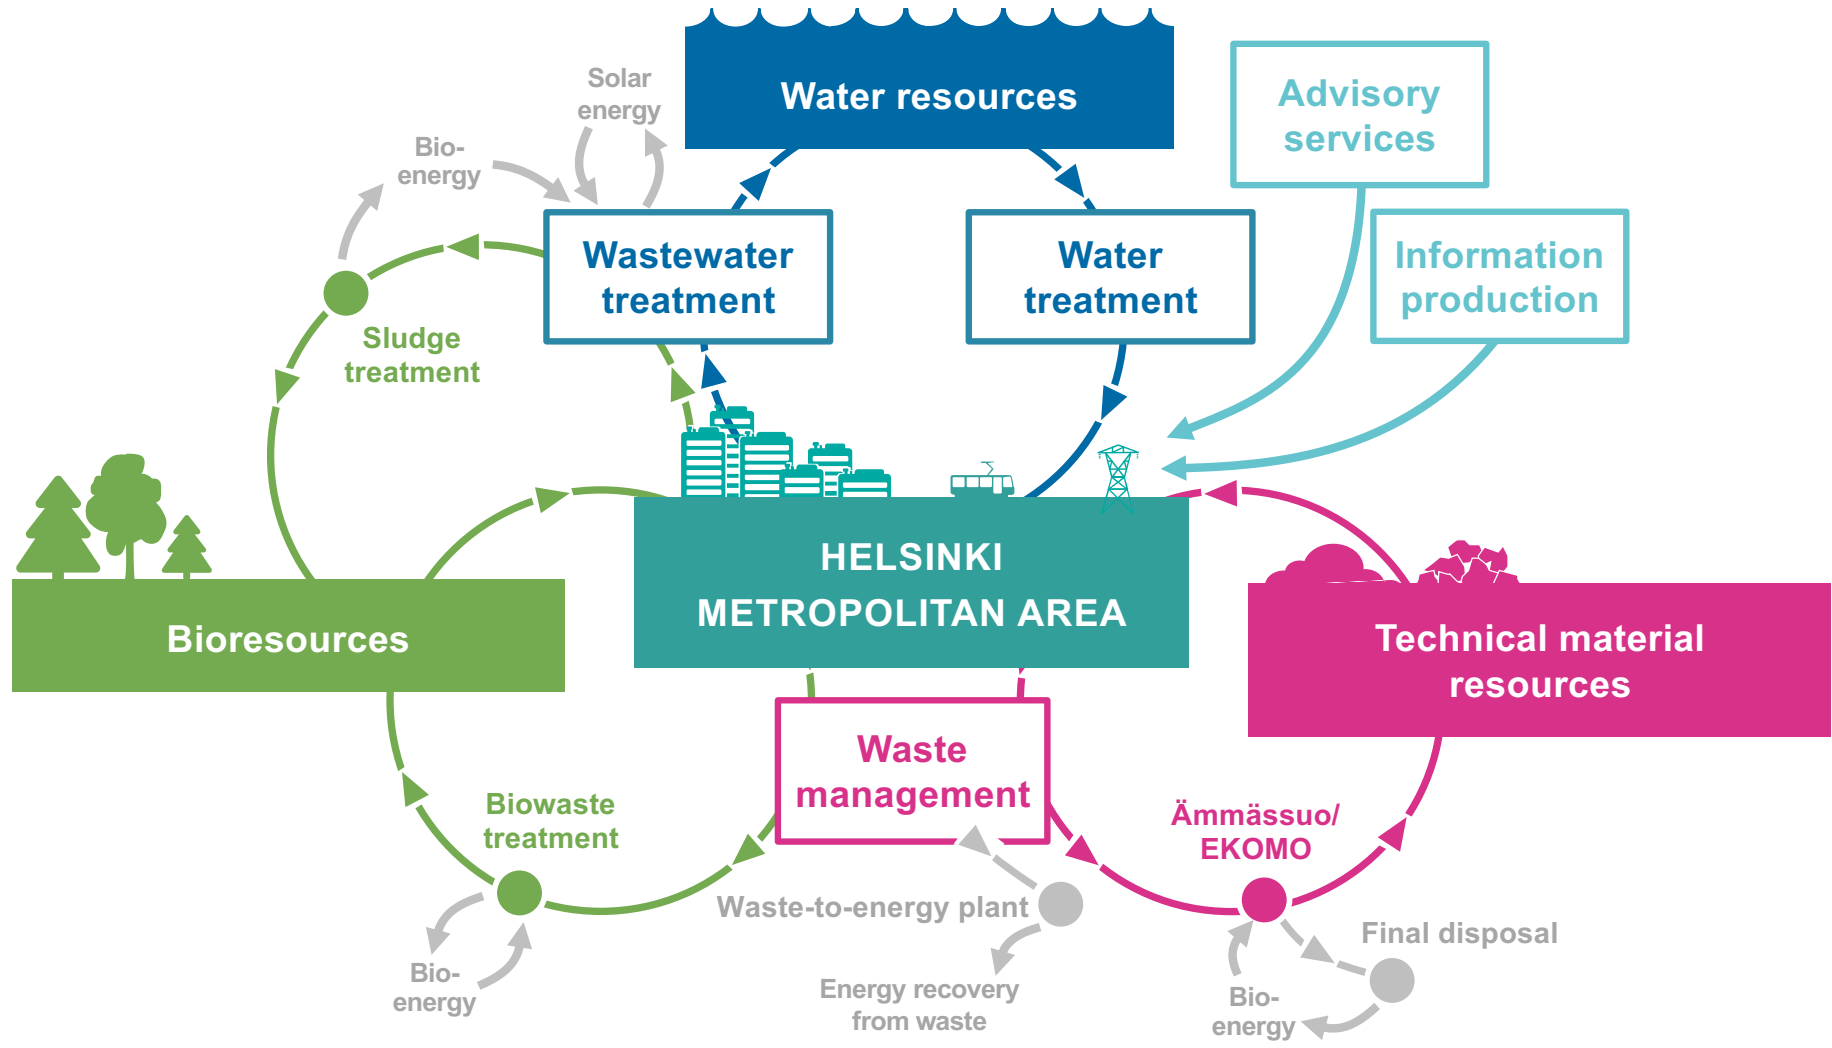 Water resources
Solar
energy
Bio-
energy
Advisory
services
Wastewater
treatment
Water
treatment
Information
production
Sludge
treatment
HELSINKI
METROPOLITAN AREA
Bioresources
Technical material
resources
Waste
management
Biowaste
treatment
Ämmässuo/
EKOMO
Waste-to-energy plant
Final disposal
Bio-
energy
Energy recovery
from waste
Bio-
energy